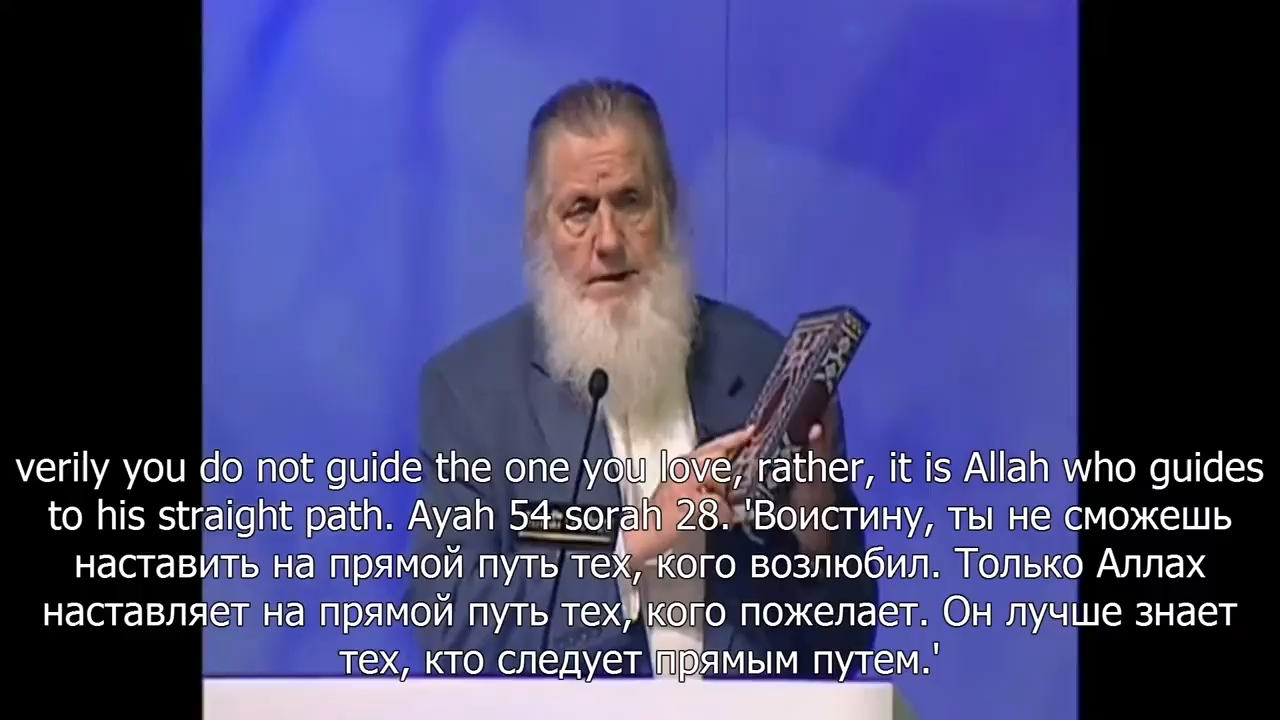 verily you do not guide the one you love, rather, it is Allah who guides
to his straight path. Ayah 54 sorah 28. 'Воистину, ты не сможешь
наставить на прямой путь тех, кого возлюбил. Только Аллах
наставляет на прямой путь тех, кого пожелает. Он лучше знает
тех, кто следует прямым путем.'